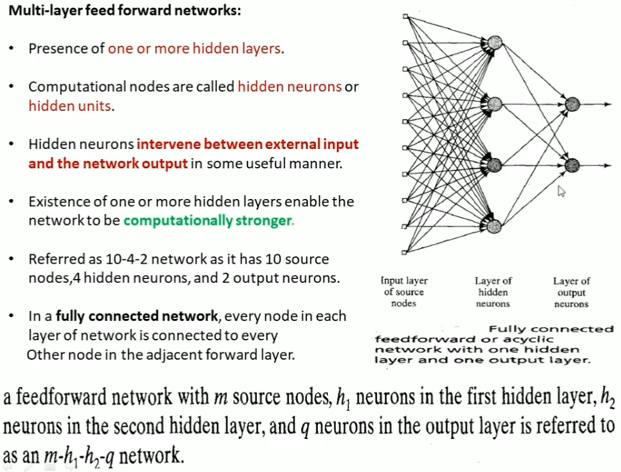 Multi-layer feed forward networks:
• Presence of one or more hidden layers.
• Computational nodes are called hidden neurons or
hidden units.
• Hidden neurons intervene between external input
and the network output in some useful manner.
• Existence of one or more hidden layers enable the
network to be computationally stronger.
• Referred as 10-4-2 network as it has 10 source
nodes,4 hidden neurons, and 2 output neurons.
• In a fully connected network, every node in each
layer of network is connected to every
Other node in the adjacent forward layer.
Input layer
of source
nodes
Layer of
hidden
neurons
Layer of
output
neurons
Fully connected
feedforward or acyclic
network with one hidden
layer and one output layer.
a feedforward network with m source nodes, h₁ neurons in the first hidden layer, h₂
neurons in the second hidden layer, and q neurons in the output layer is referred to
as an m-h₁-h₂-q network.